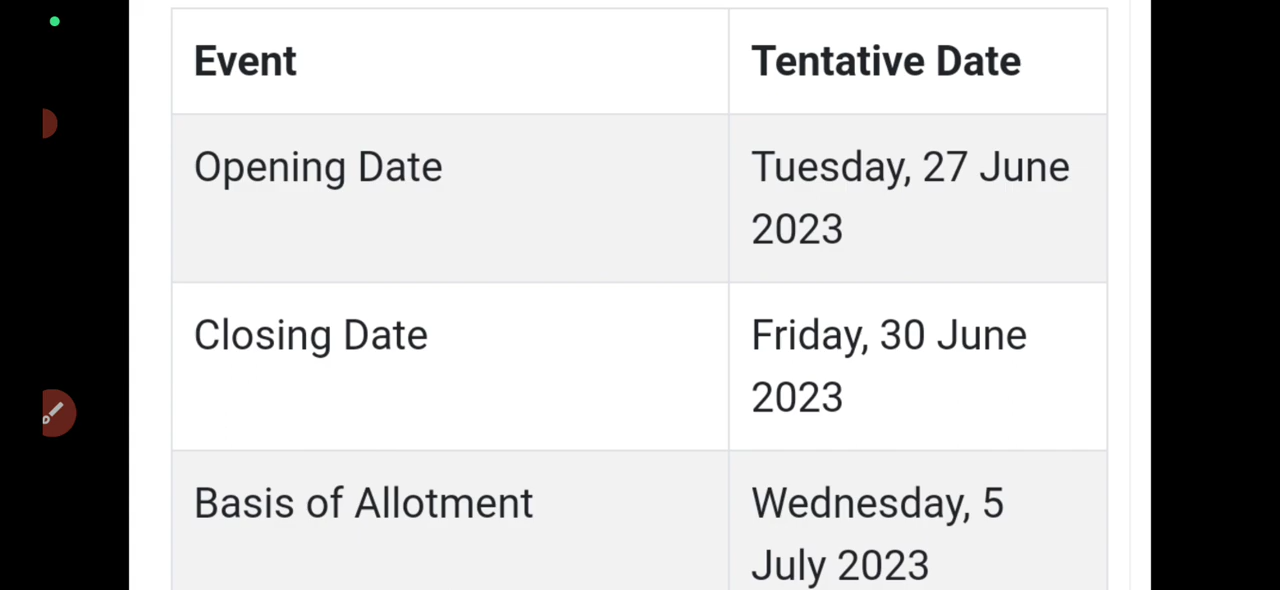 Event
Tentative Date
Opening Date
Tuesday, 27 June
2023
Closing Date
Friday, 30 June
2023
Basis of Allotment
Wednesday, 5
July 2023